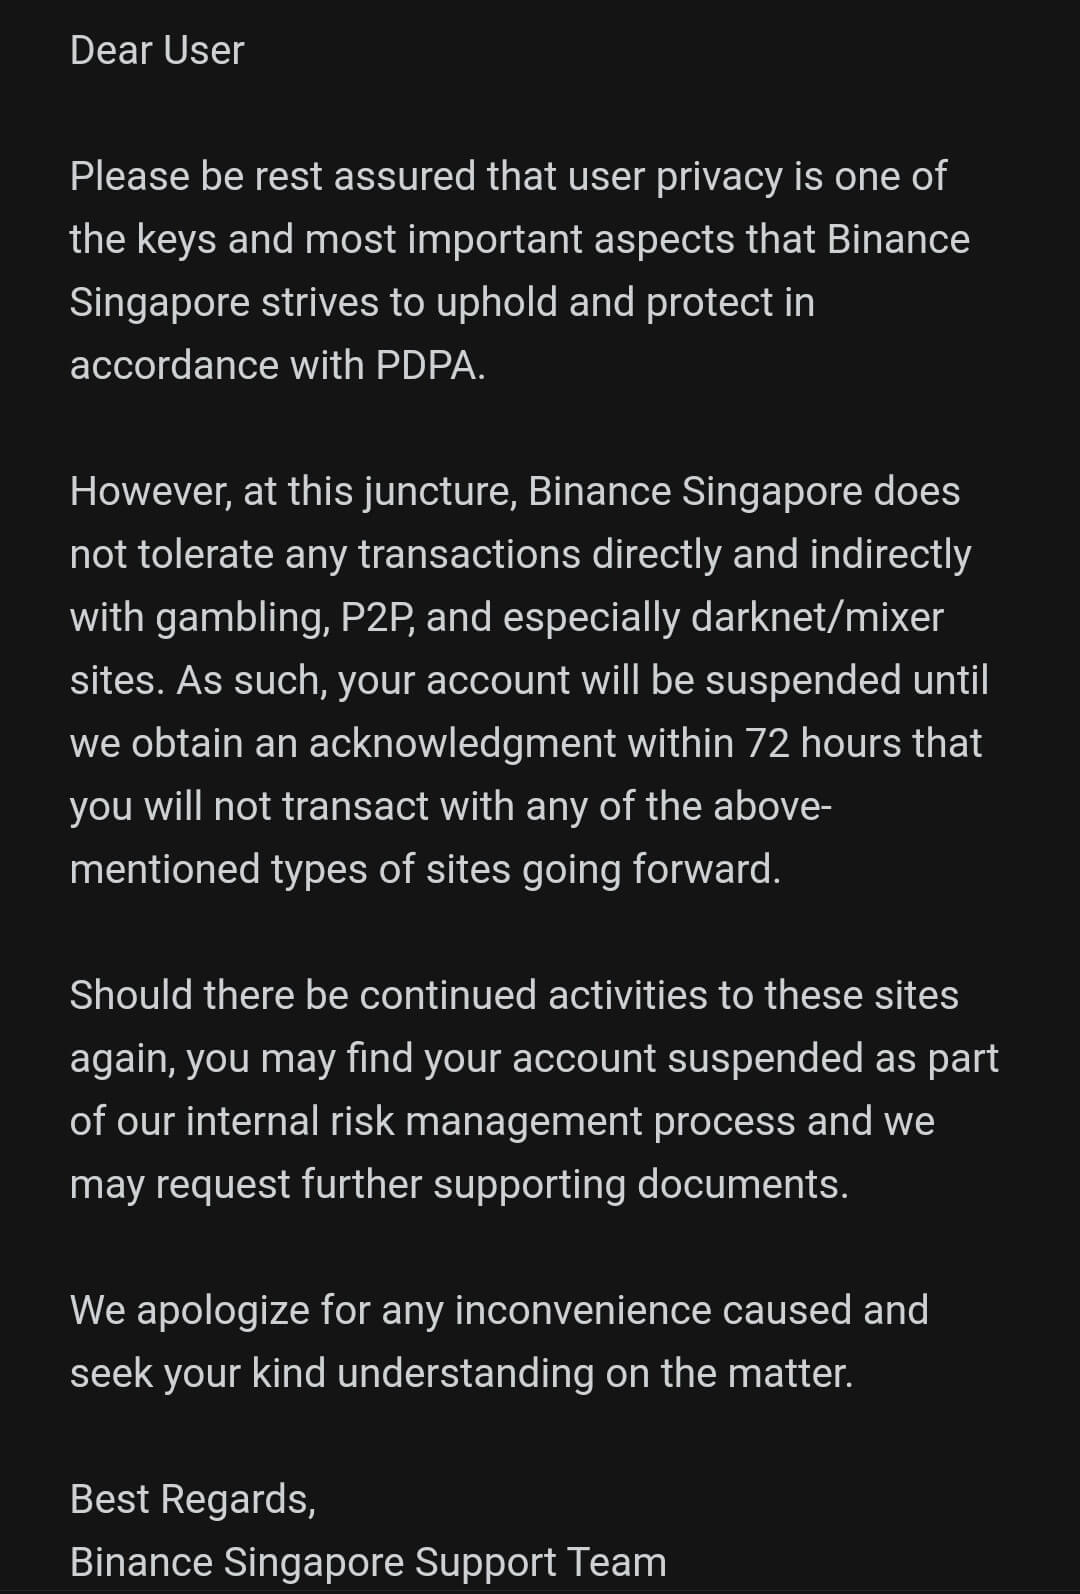 Dear User
Please be rest assured that user privacy is one of
the keys and most important aspects that Binance
Singapore strives to uphold and protect in
accordance with PDPA.
However, at this juncture, Binance Singapore does
not tolerate any transactions directly and indirectly
with gambling, P2P, and especially darknet/mixer
sites. As such, your account will be suspended until
we obtain an acknowledgment within 72 hours that
you will not transact with any of the above-
mentioned types of sites going forward.
Should there be continued activities to these sites
again, you may find your account suspended as part
of our internal risk management process and we
may request further supporting documents.
We apologize for any inconvenience caused and
seek your kind understanding on the matter.
Best Regards,
Binance Singapore Support Team